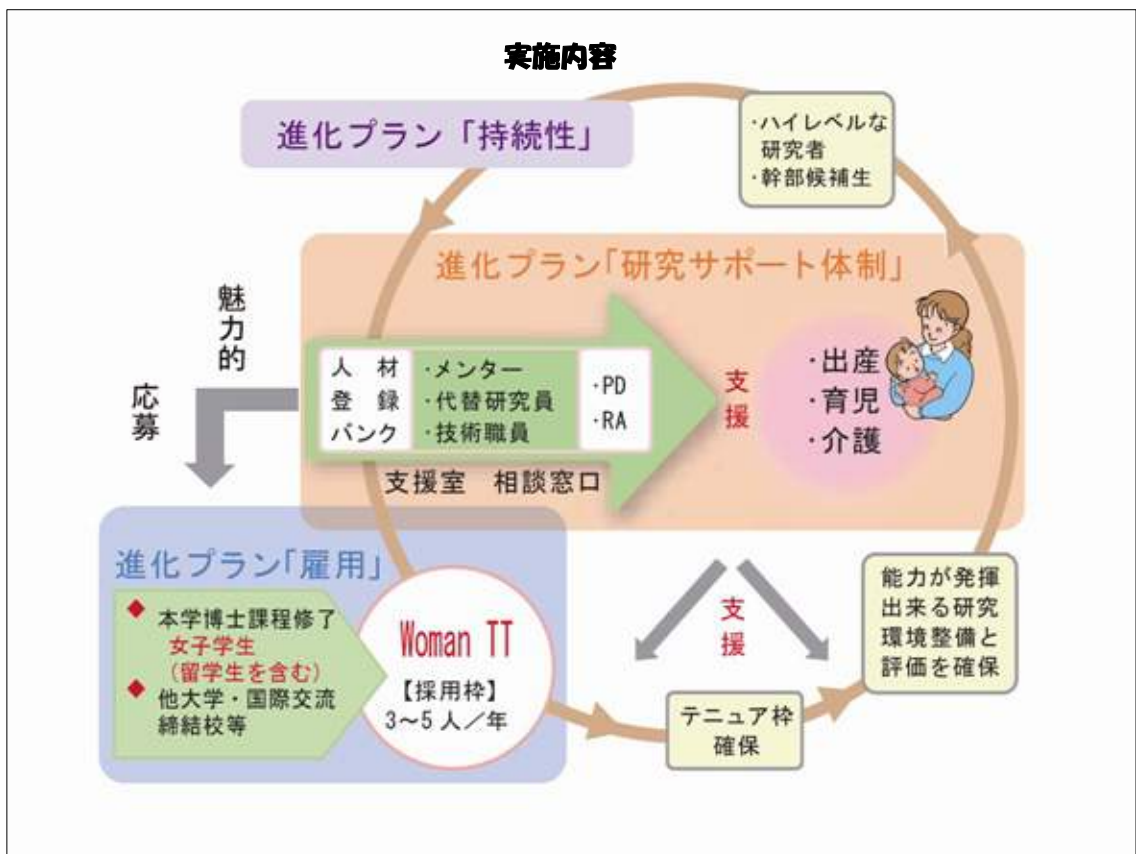 実施内容
進化プラン「持続性」
・ハイレベルな
研究者
・幹部候補生
進化プラン「研究サポート体制」
魅力的
応募
人 材
登 録
バンク
・メンター
・代替研究員
・技術職員
・PD
・RA
支援
・出産
・育児
・介護
支援室 相談窓口
進化プラン「雇用」
◆ 本学博士課程修了
女子学生
(留学生を含む)
◆ 他大学・国際交流
締結校等
Woman TT
【採用枠】
3～5人／年
支援
テニュア枠
確保
能力が発揮
出来る研究
環境整備と
評価を確保